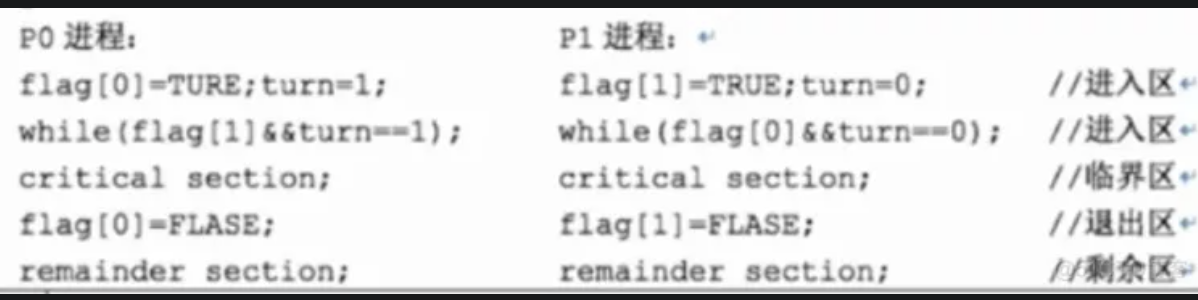 P0 进程: P1 进程:
flag[0]=TURE;turn=1; flag[1]=TRUE;turn=0; //进入区
while(flag[1]&&turn==1); while(flag[0]&&turn==0); //进入区
critical section; critical section; //临界区
flag[0]=FLASE; flag[1]=FLASE; //退出区
remainder section; remainder section; //剩余区